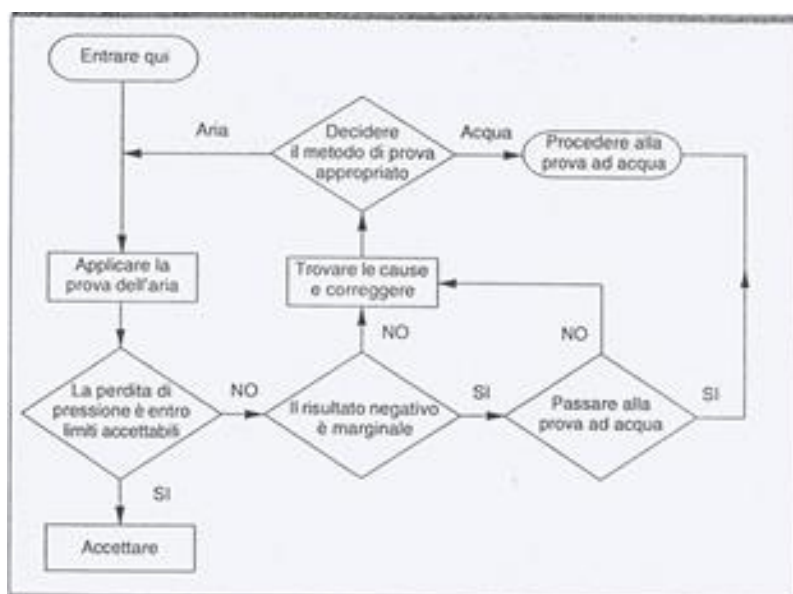 Entrare qui
Aria
Decidere
il metodo di prova
appropriato
Acqua
Procedere alla
prova ad acqua
Applicare la
prova dell'aria
Trovare le cause
e correggere
NO
NO
La perdita di
pressione è entro
limiti accettabili
NO
Il risultato negativo
è marginale
SI
Passare alla
prova ad acqua
SI
SI
Accettare